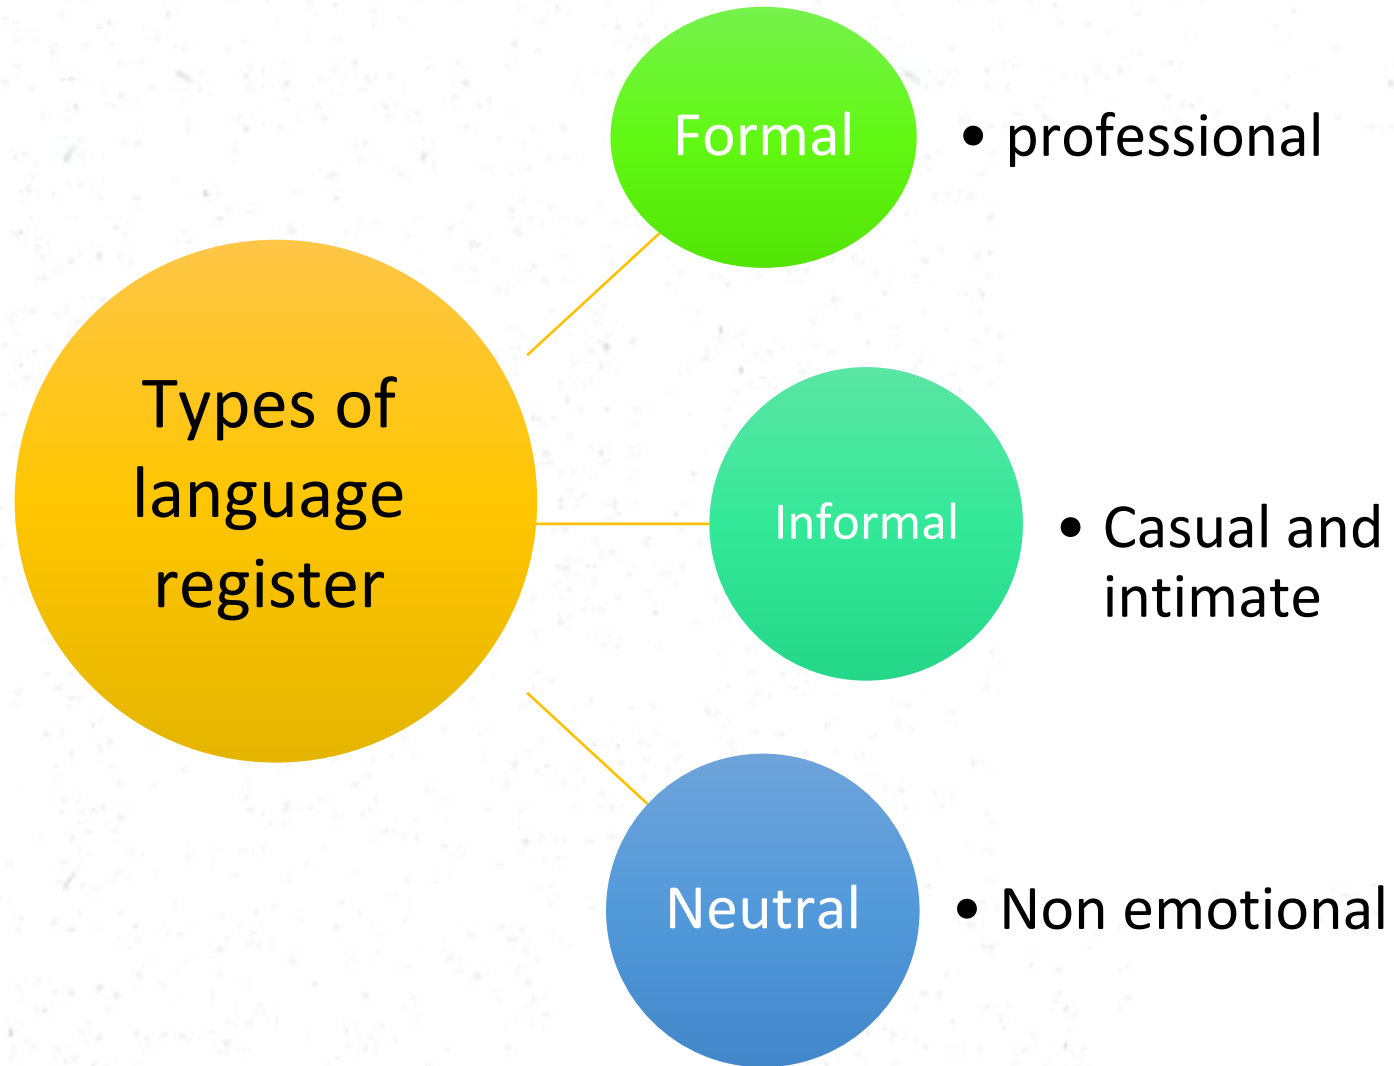 Types of
language
register
Formal
• professional
Informal
• Casual and
intimate
Neutral
• Non emotional